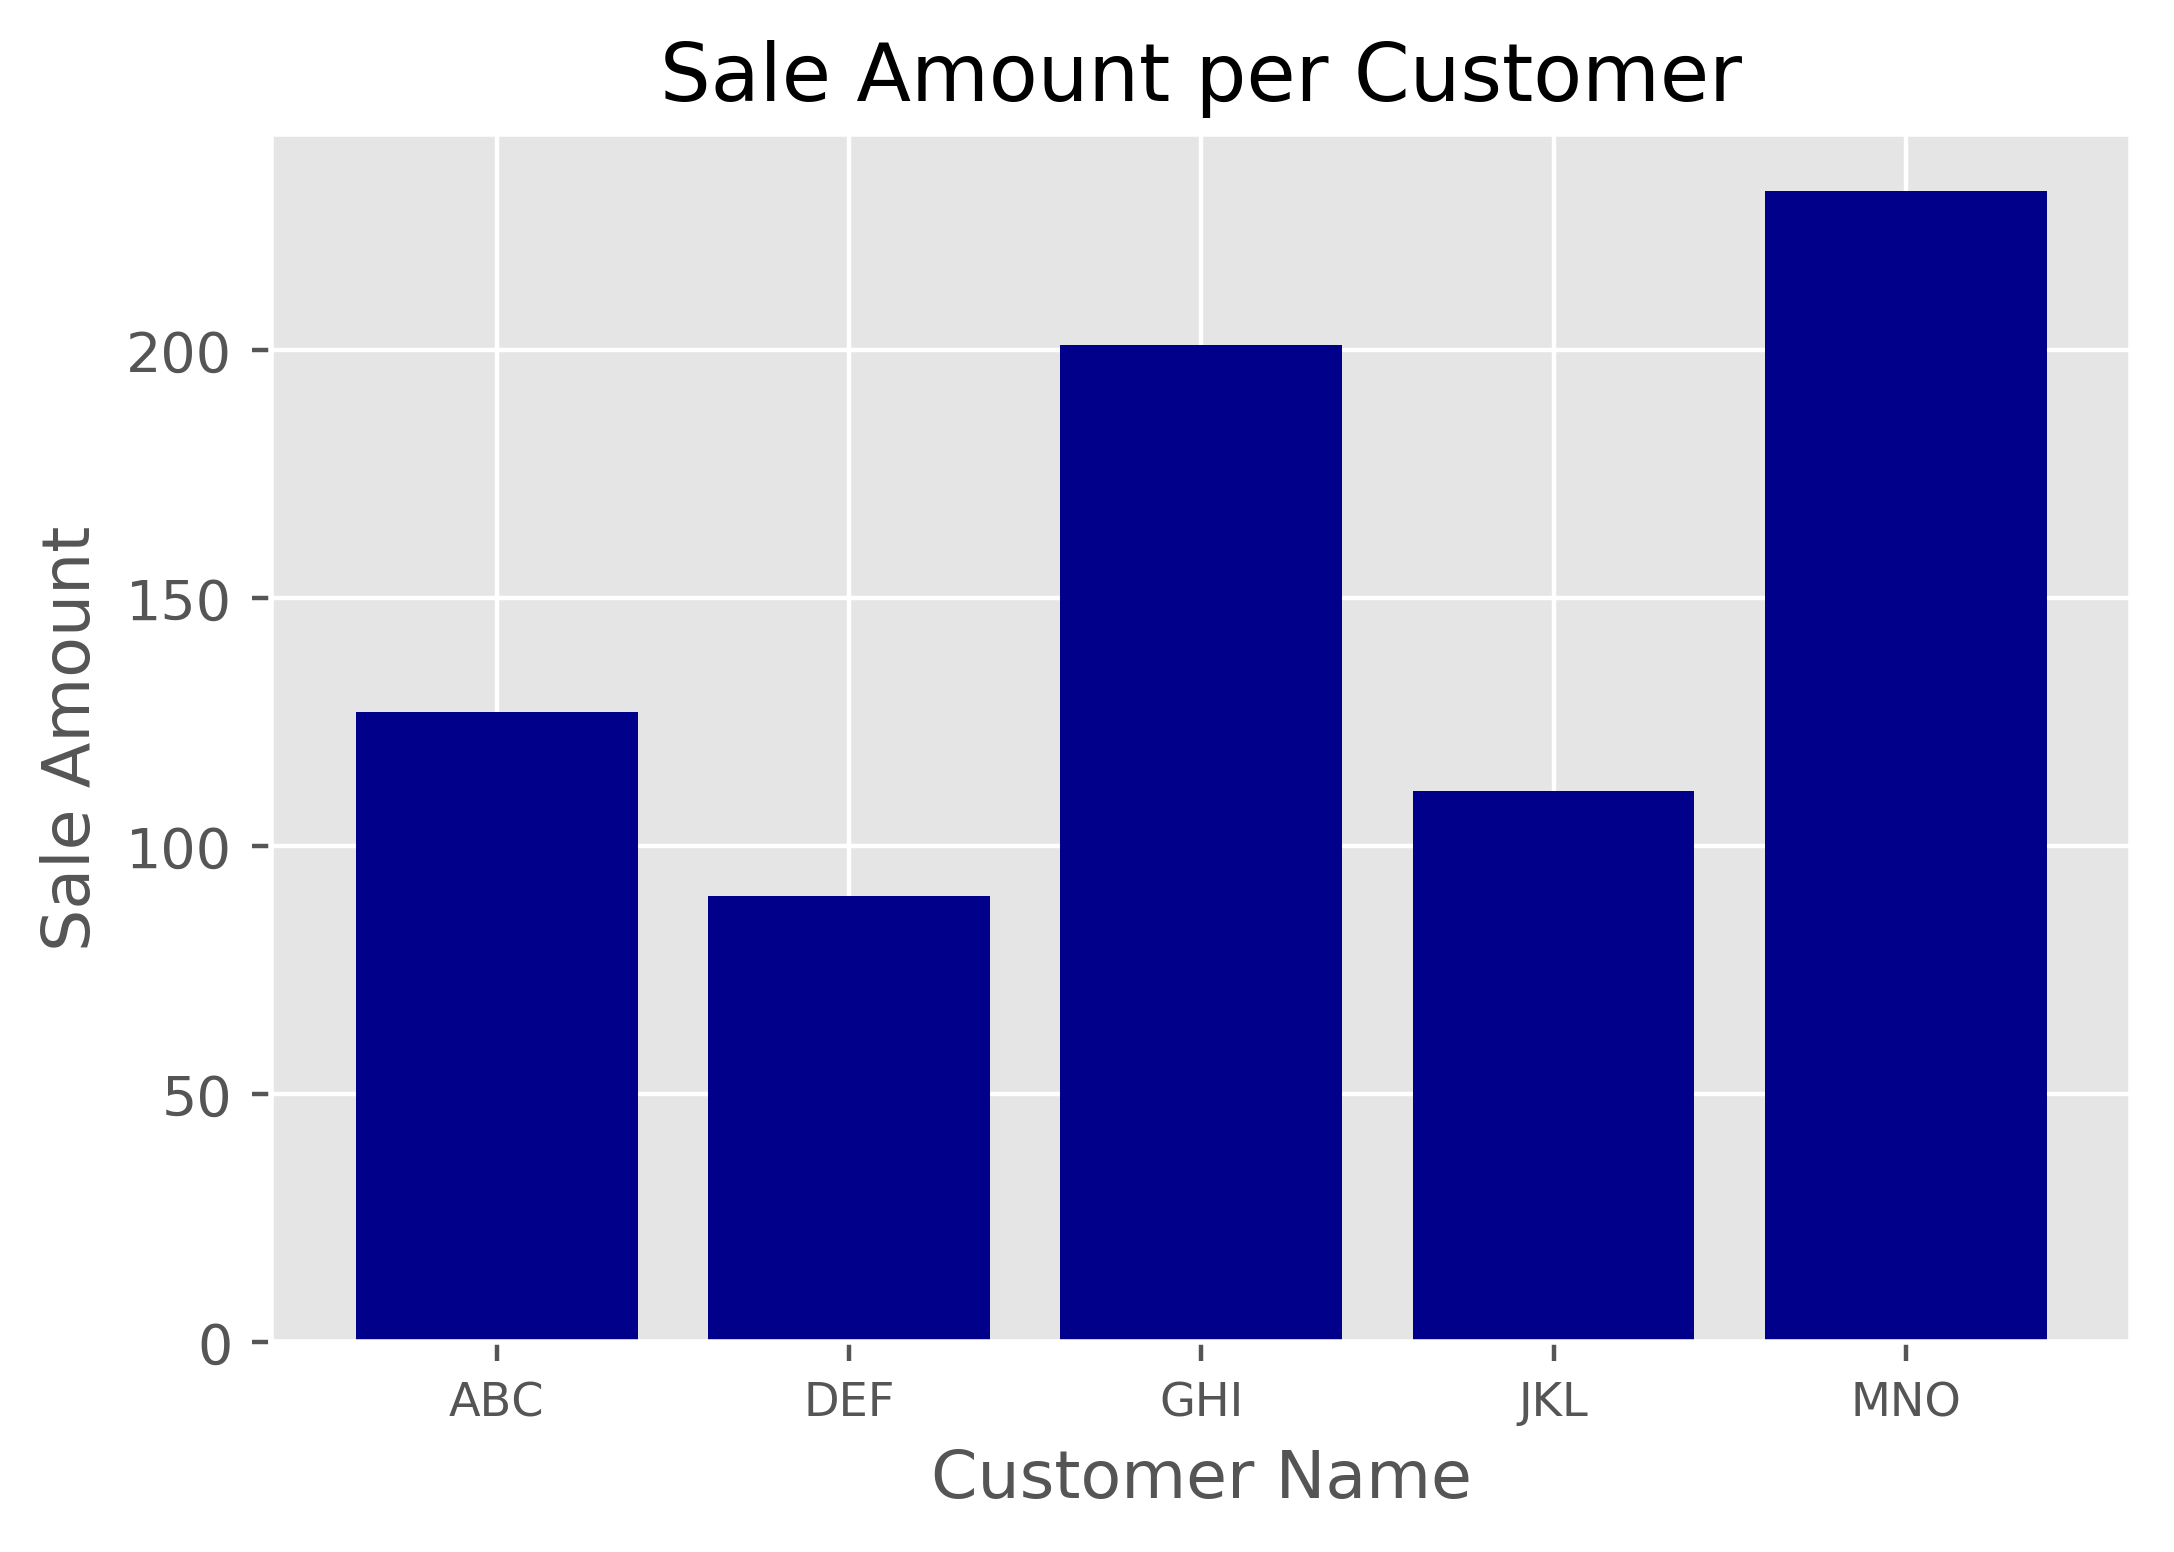 Sale Amount per Customer
Sale Amount
200
150
100
50
0
ABC DEF GHI JKL MNO
Customer Name